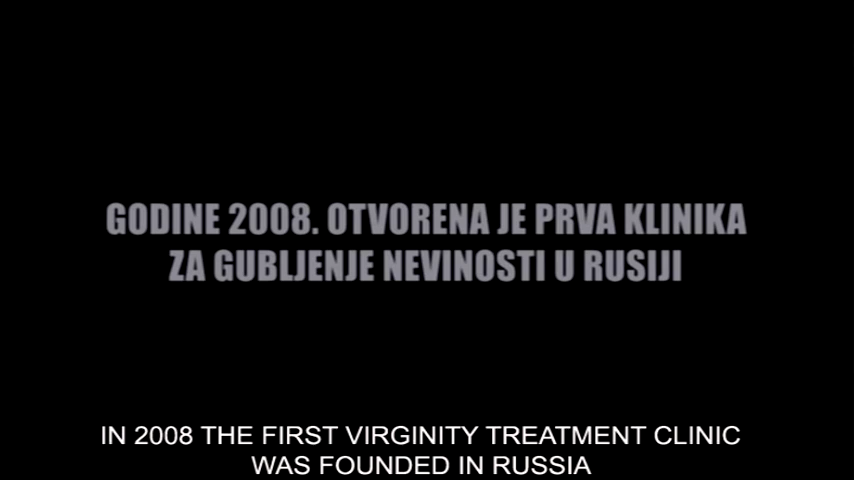 GODINE 2008. OTVORENA JE PRVA KLINIKA
ZA GUBLJENJE NEVINOSTI U RUSIJI
IN 2008 THE FIRST VIRGINITY TREATMENT CLINIC
WAS FOUNDED IN RUSSIA